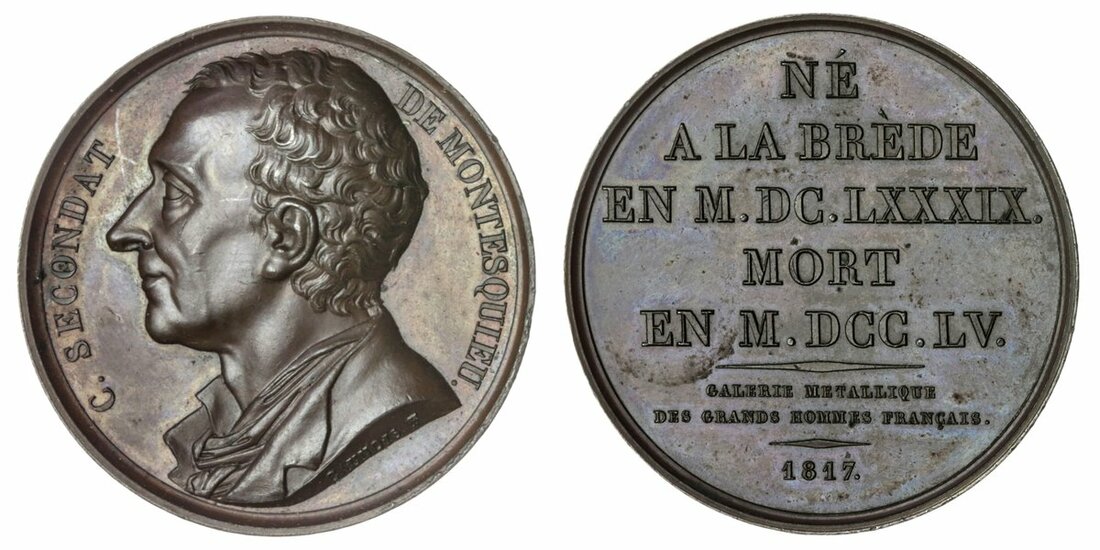 C. SECONDAT
DE MONTESQUIEU.
NÉ
A LA BRÈDE
EN M.DC.LXXXIX.
MORT
EN M.DCC.LV.
GALERIE METALLIQUE
DES GRANDS HOMMES FRANÇAIS.
1817.